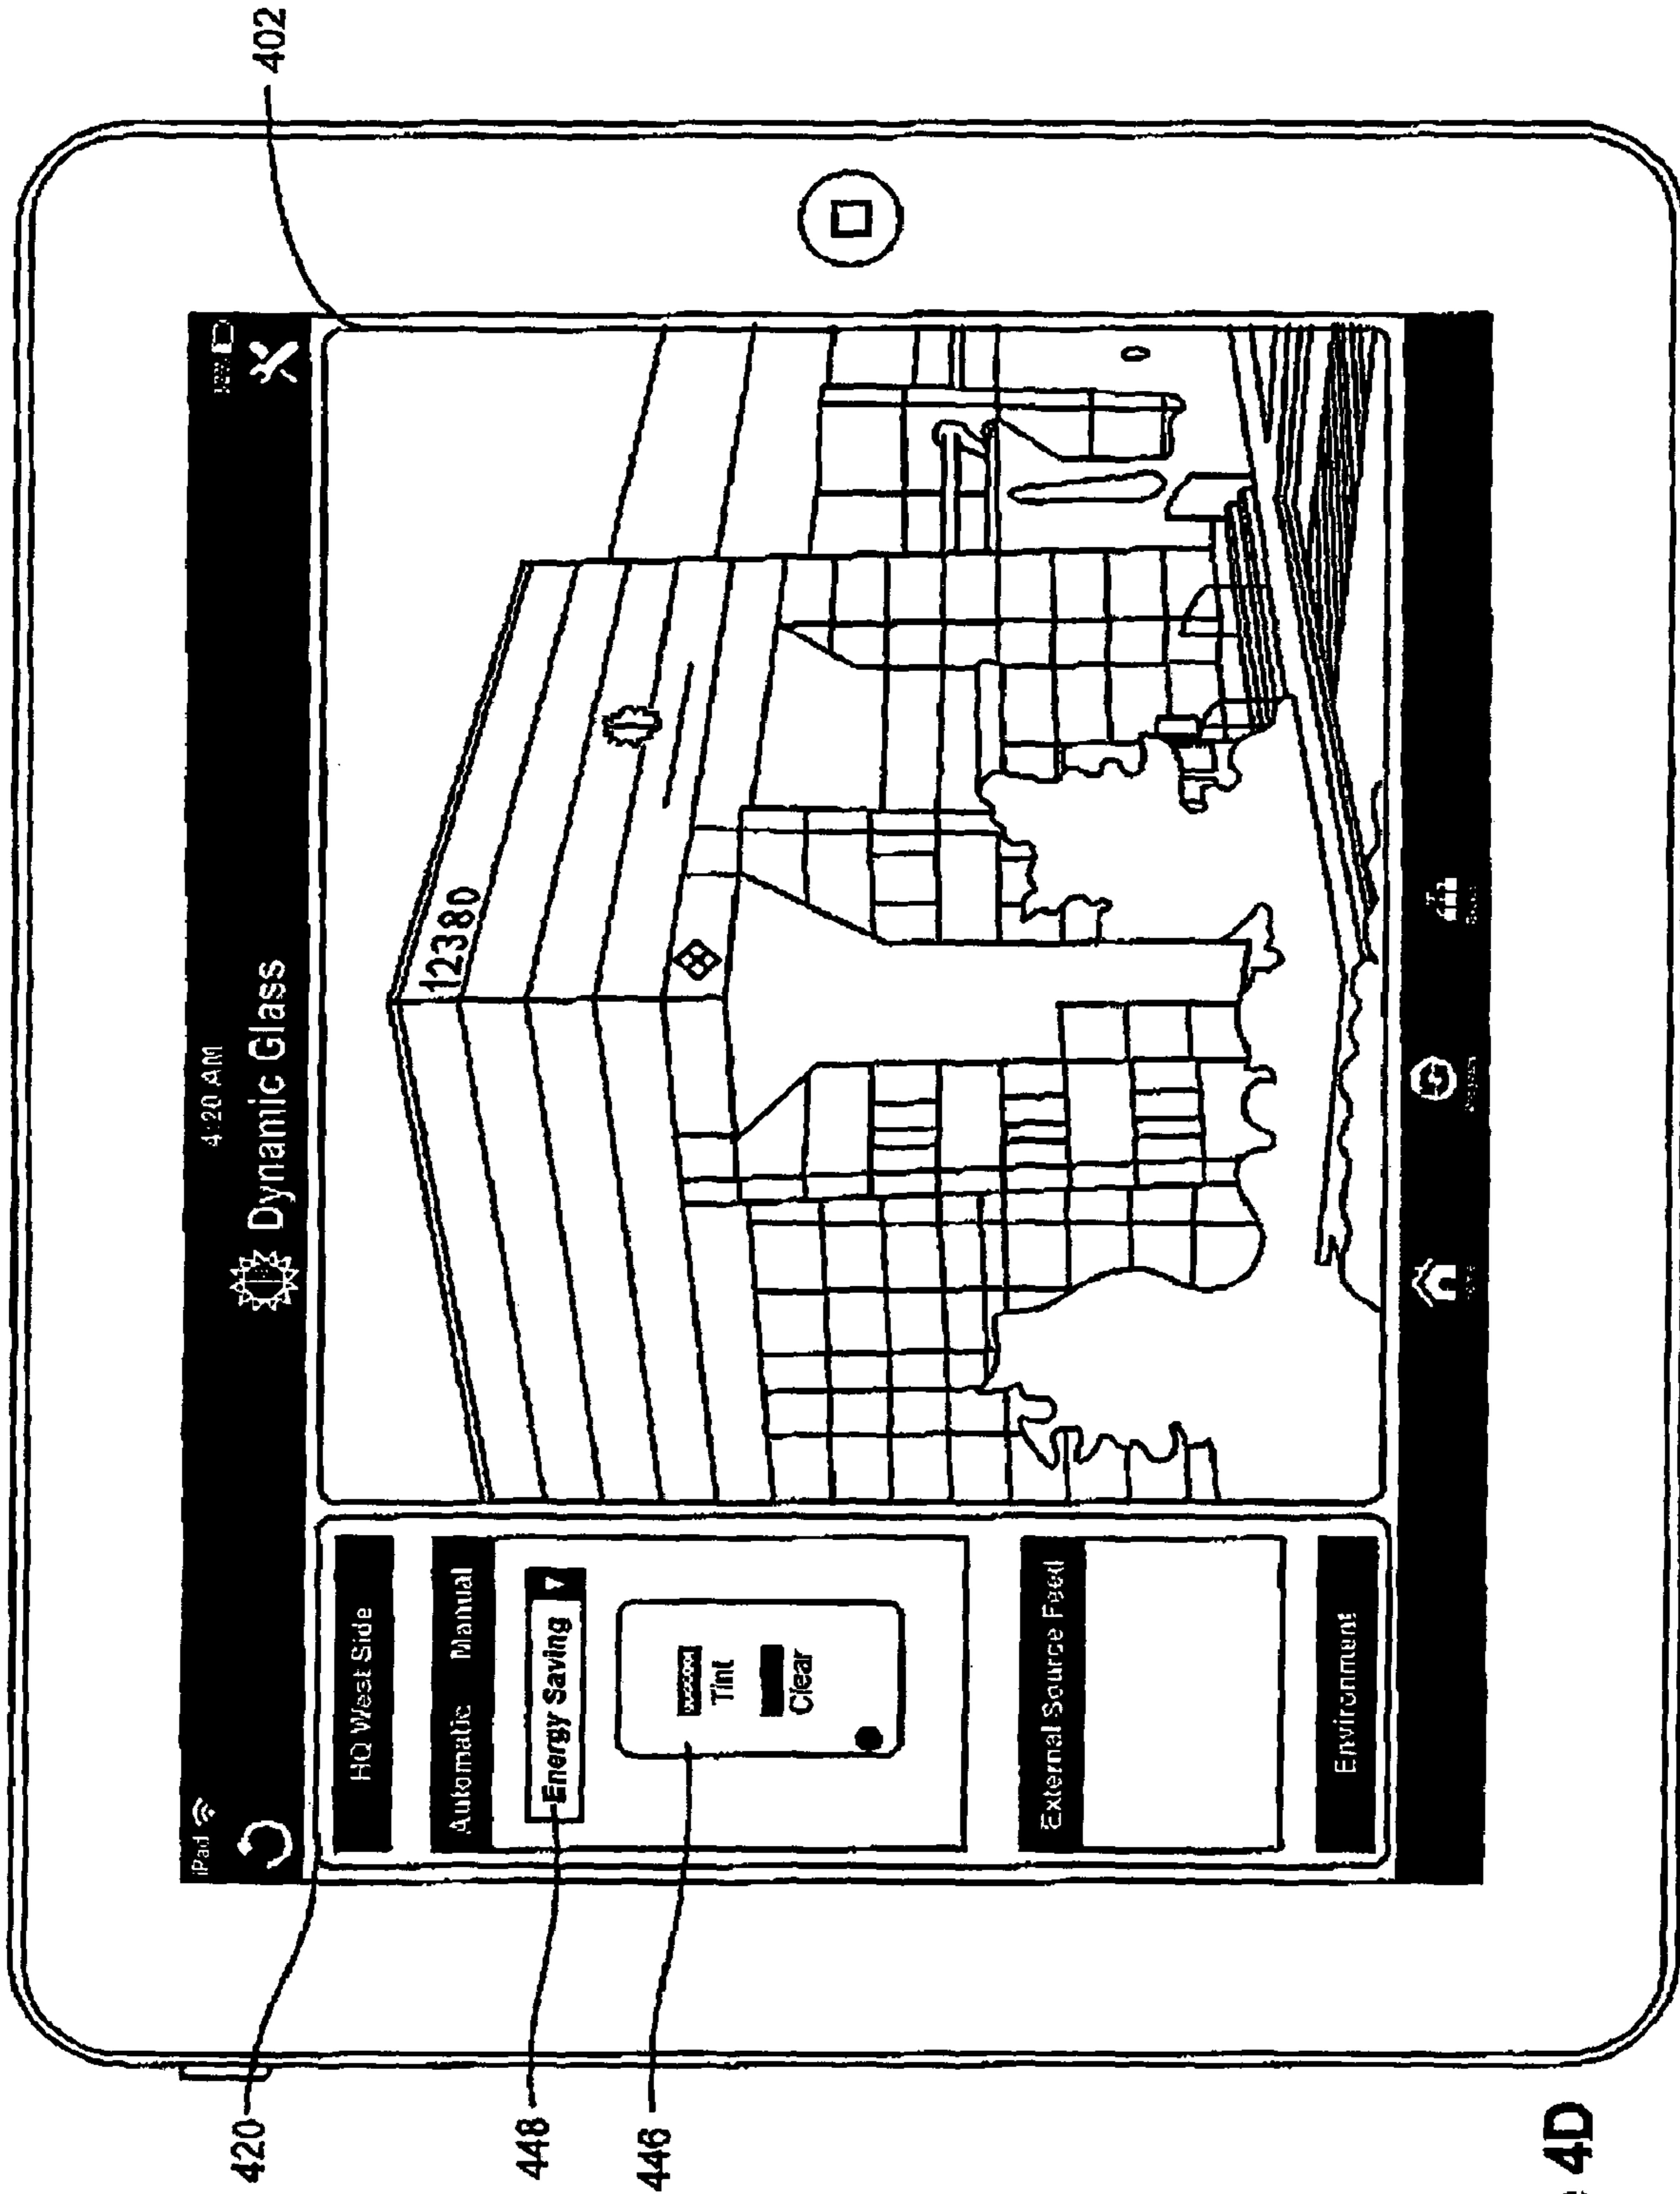 402
iPad
4:20 AM
Dynamic Glass
HQ West Side
Automatic Manual
Energy Saving
Tint
Clear
External Source Feed
Environment
12380
420
448
446
4D